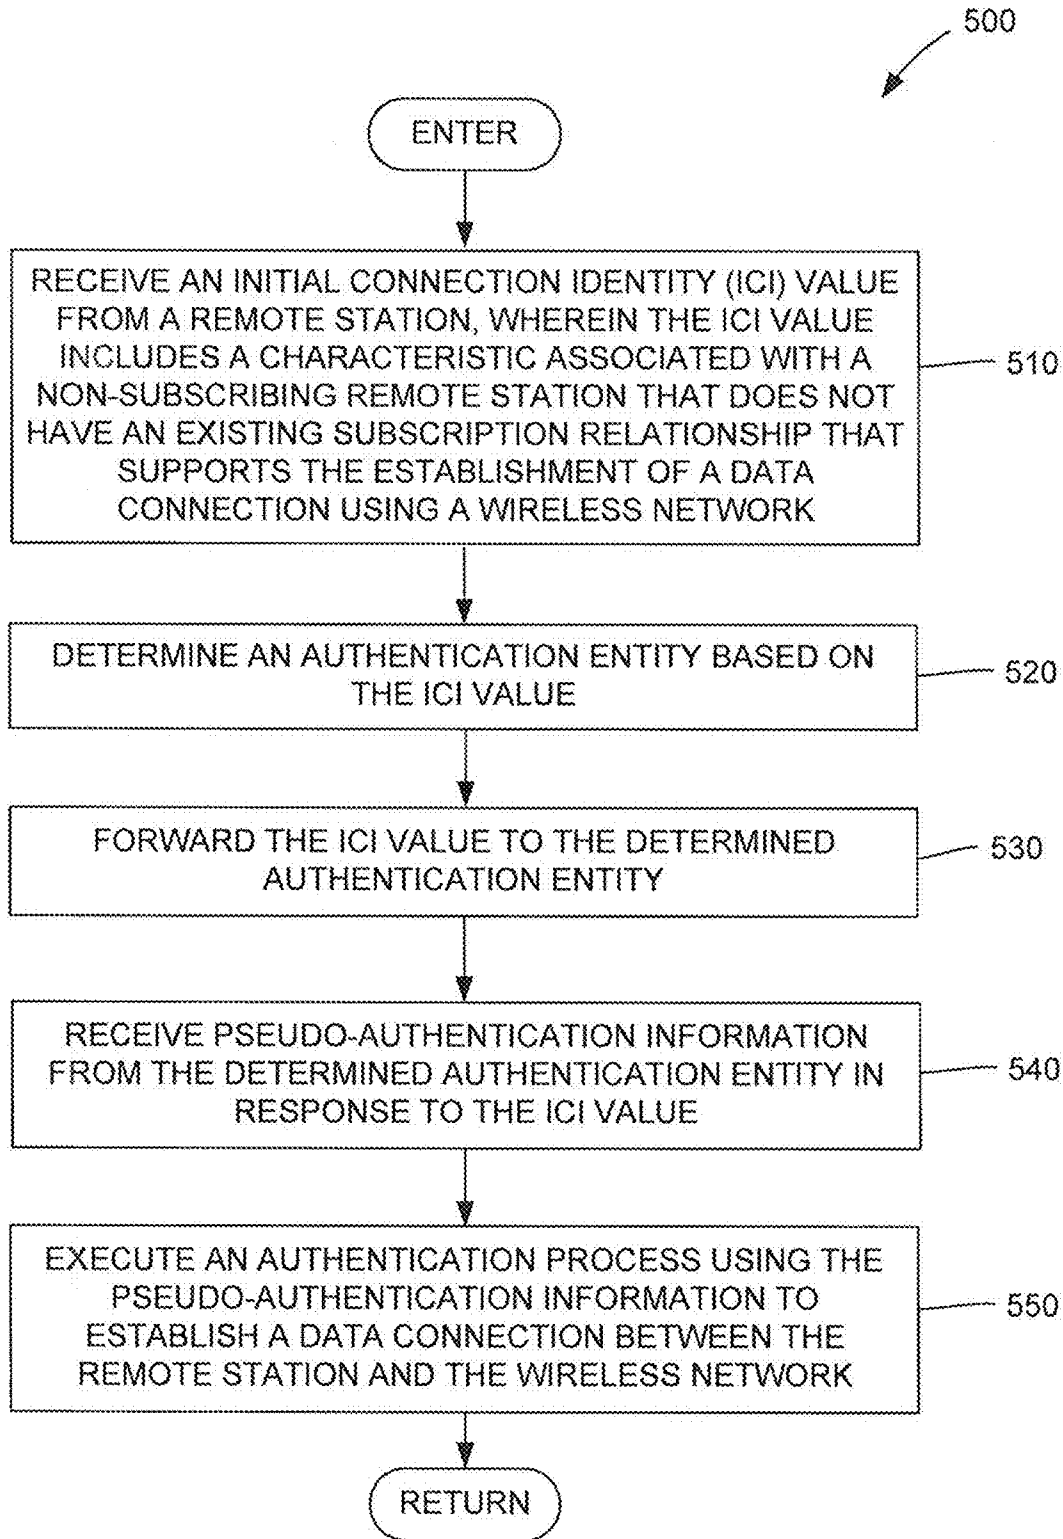 500
ENTER
RECEIVE AN INITIAL CONNECTION IDENTITY (ICI) VALUE
FROM A REMOTE STATION, WHEREIN THE ICI VALUE
INCLUDES A CHARACTERISTIC ASSOCIATED WITH A
NON-SUBSCRIBING REMOTE STATION THAT DOES NOT
HAVE AN EXISTING SUBSCRIPTION RELATIONSHIP THAT
SUPPORTS THE ESTABLISHMENT OF A DATA
CONNECTION USING A WIRELESS NETWORK
510
DETERMINE AN AUTHENTICATION ENTITY BASED ON
THE ICI VALUE
520
FORWARD THE ICI VALUE TO THE DETERMINED
AUTHENTICATION ENTITY
530
RECEIVE PSEUDO-AUTHENTICATION INFORMATION
FROM THE DETERMINED AUTHENTICATION ENTITY IN
RESPONSE TO THE ICI VALUE
540
EXECUTE AN AUTHENTICATION PROCESS USING THE
PSEUDO-AUTHENTICATION INFORMATION TO
ESTABLISH A DATA CONNECTION BETWEEN THE
REMOTE STATION AND THE WIRELESS NETWORK
550
RETURN